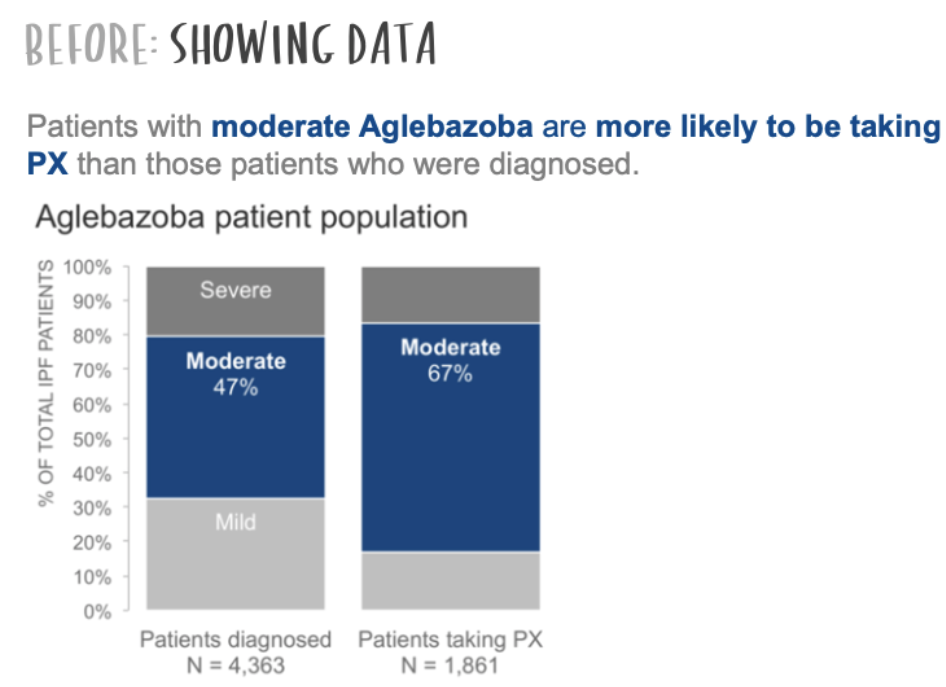 BEFORE: SHOWING DATA
Patients with moderate Aglebazoba are more likely to be taking
PX than those patients who were diagnosed.
Aglebazoba patient population
% OF TOTAL IPF PATIENTS
100%
90%
80%
70%
60%
50%
40%
30%
20%
10%
0%
Severe
Moderate
47%
Mild
Moderate
67%
Patients diagnosed
N = 4,363
Patients taking PX
N = 1,861